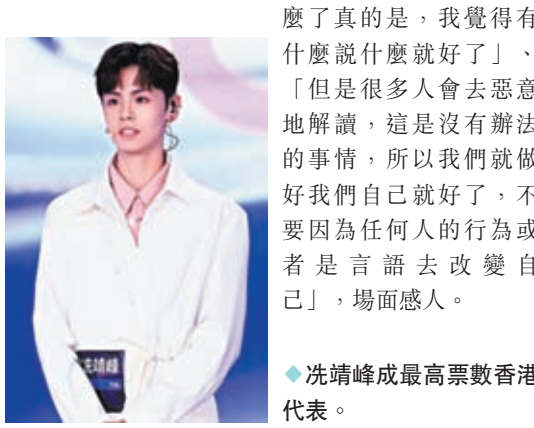 麼了真的是，我覺得有
什麼說什麼就好了」、
「但是很多人會去惡意
地解讀，這是沒有辦法
的事情，所以我們就做
好我們自己就好了，不
要因為任何人的行為或
者是言語去改變自
己」，場面感人。
冼靖峰
◆冼靖峰成最高票數香港
代表。